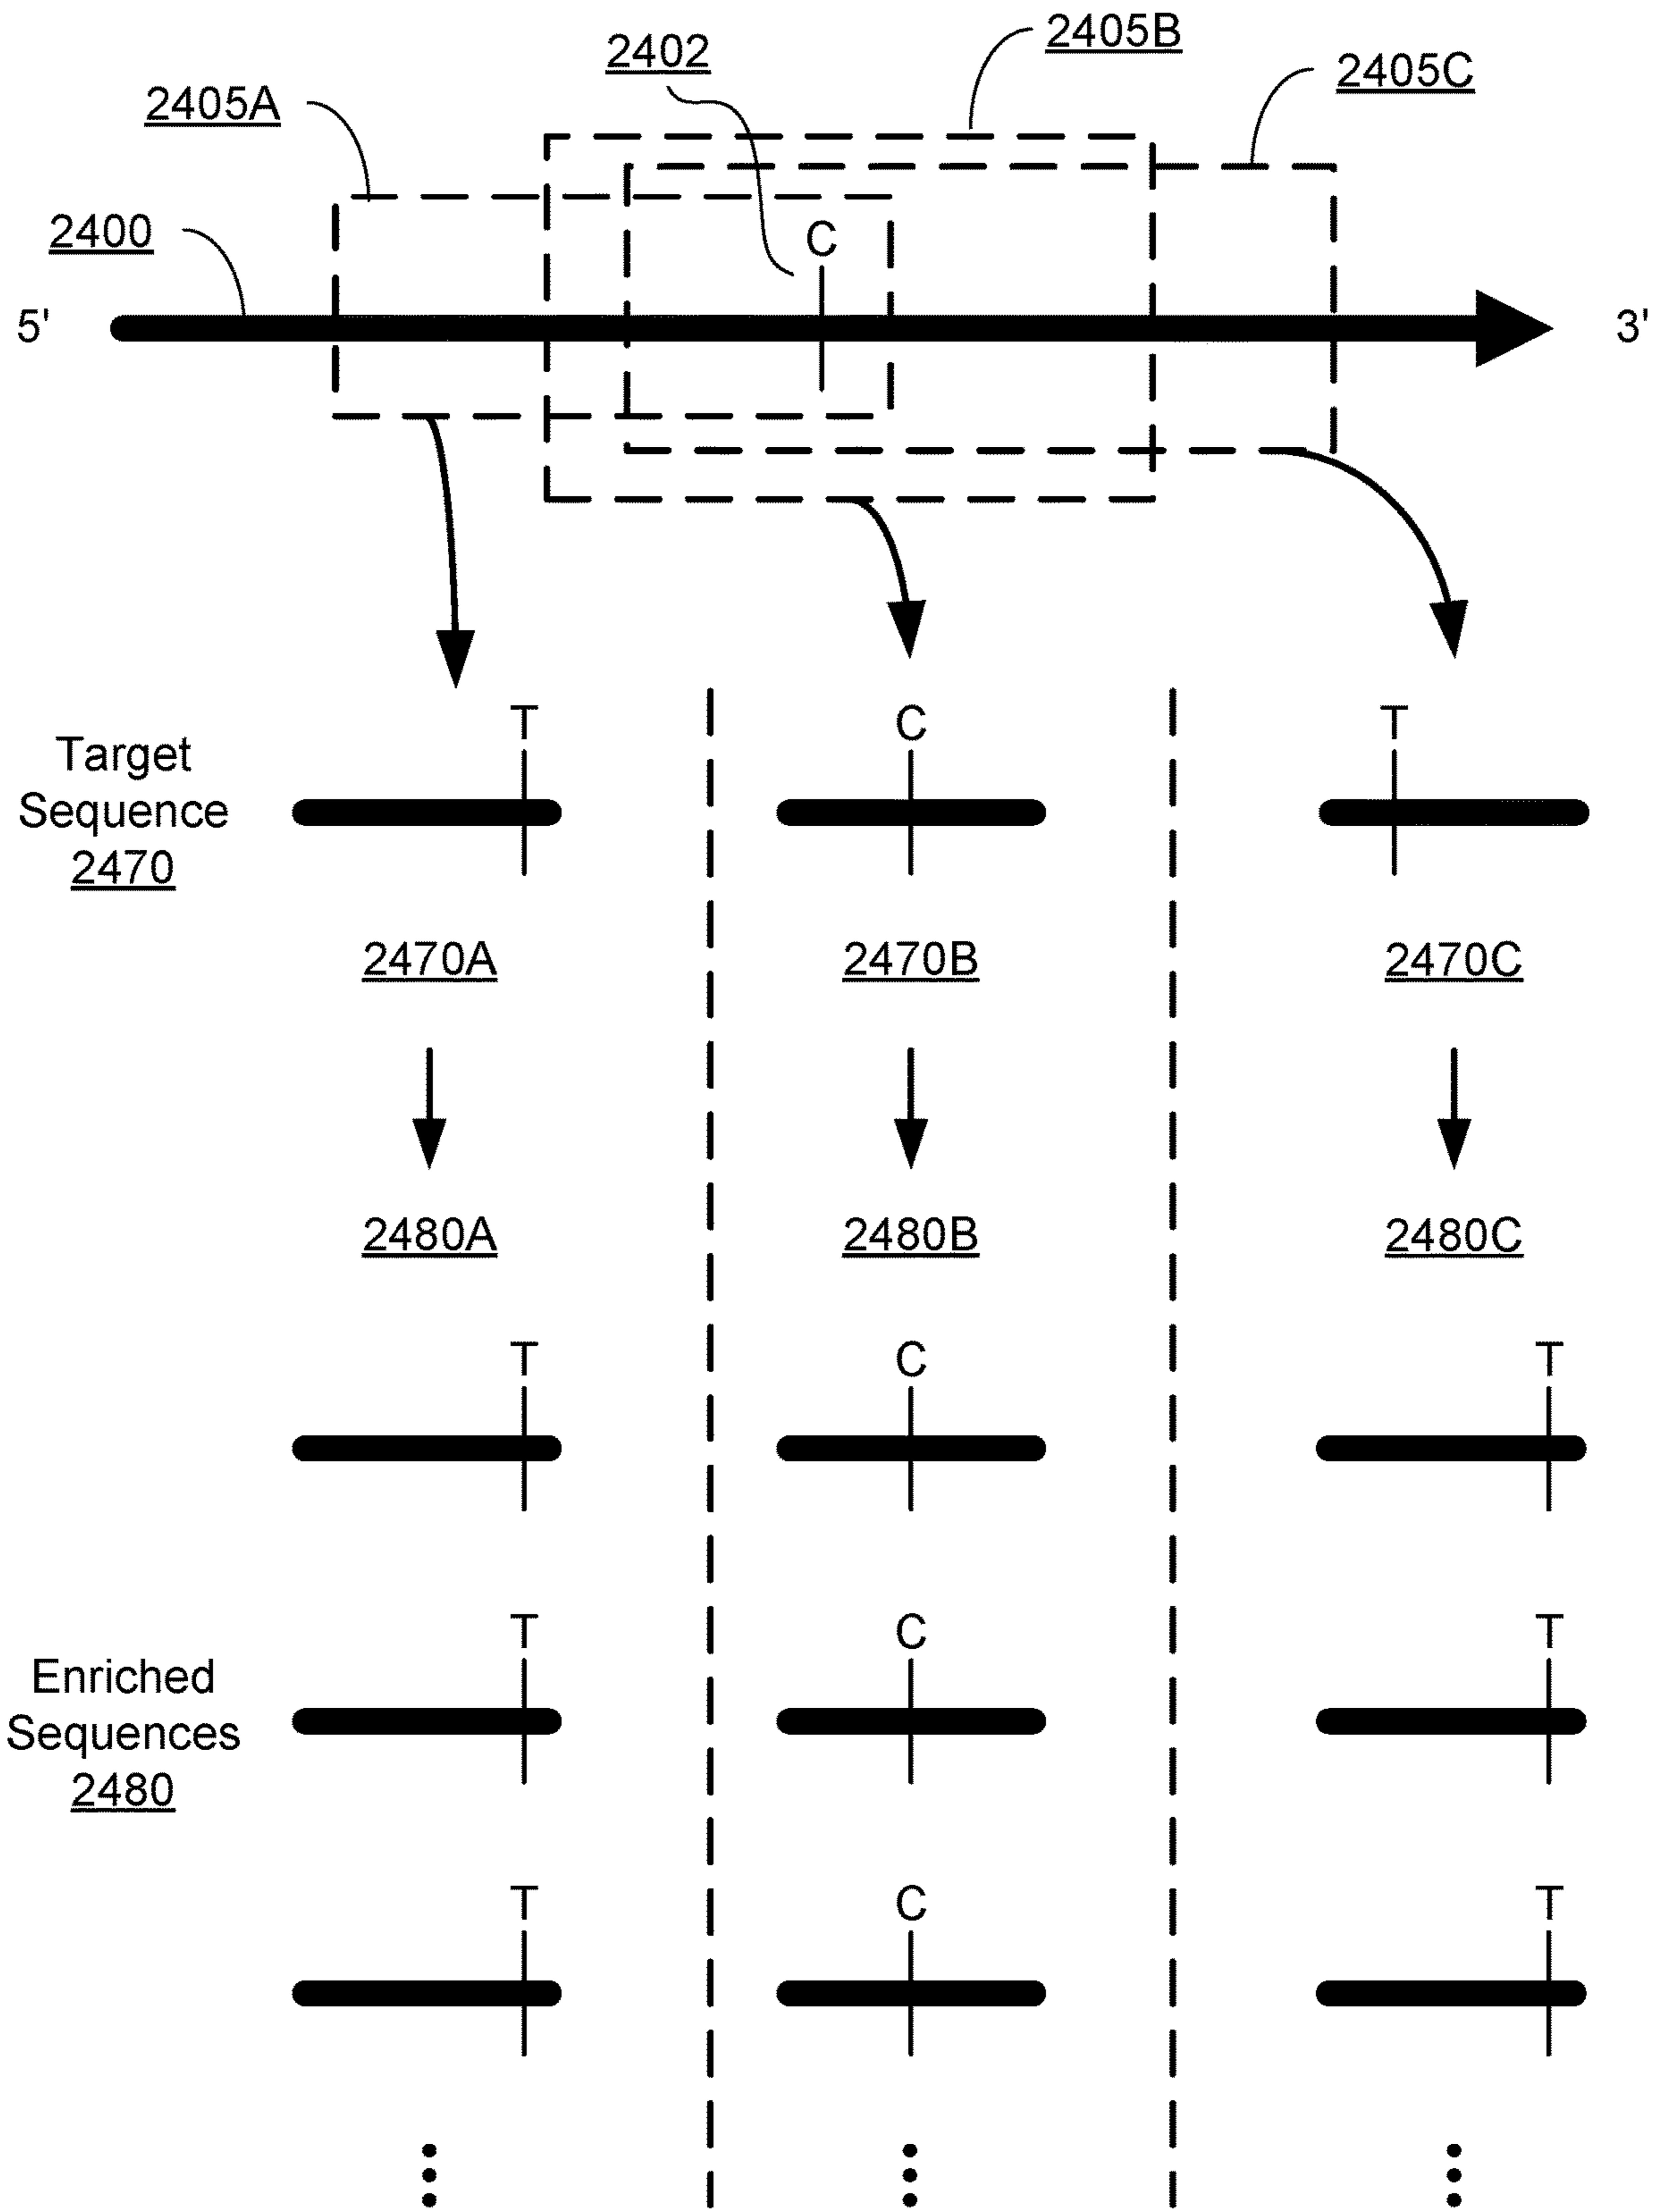 2405B
2402
2405C
2405A
C
2400
5'
3'
T
C
T
Target
Sequence
2470
2470A
2470B
2470C
2480A
2480B
2480C
T
C
T
T
C
T
Enriched
Sequences
2480
T
C
T